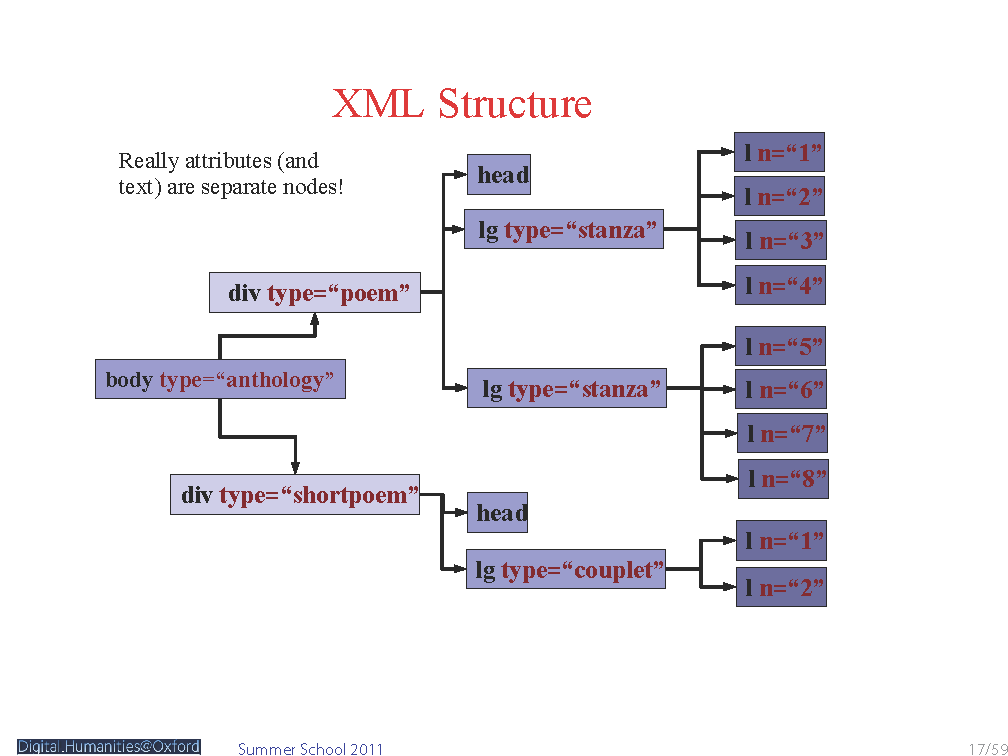 XML Structure
Really attributes (and
text) are separate nodes!
body type=“anthology”
div type=“poem”
head
lg type=“stanza”
l n=“1”
l n=“2”
l n=“3”
l n=“4”
lg type=“stanza”
l n=“5”
l n=“6”
l n=“7”
l n=“8”
div type=“shortpoem”
head
lg type=“couplet”
l n=“1”
l n=“2”
Digital.Humanities@Oxford
Summer School 2011
17/59